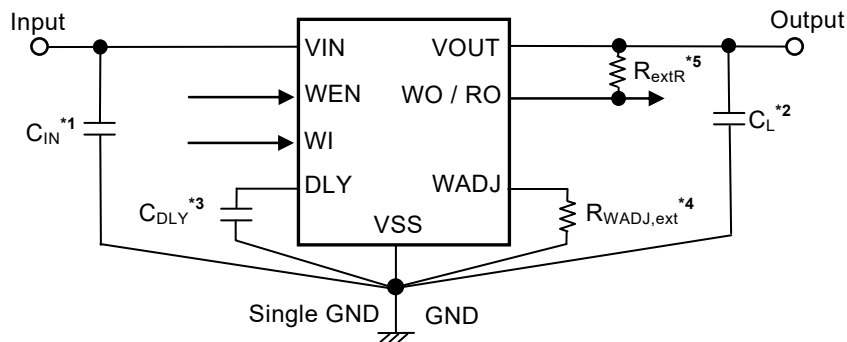 Input
Output
VIN
VOUT
WEN
WO / RO
RextR*5
CIN*1
WI
CL*2
DLY
WADJ
CDLY*3
RWADJ,ext*4
VSS
Single GND
GND